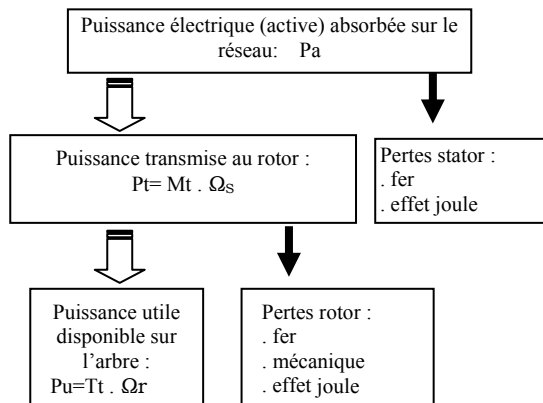 Puissance électrique (active) absorbée sur le
réseau: Pa
Puissance transmise au rotor :
Pt= Mt . ΩS
Pertes stator :
. fer
. effet joule
Puissance utile
disponible sur
l’arbre :
Pu=Tt . Ωr
Pertes rotor :
. fer
. mécanique
. effet joule